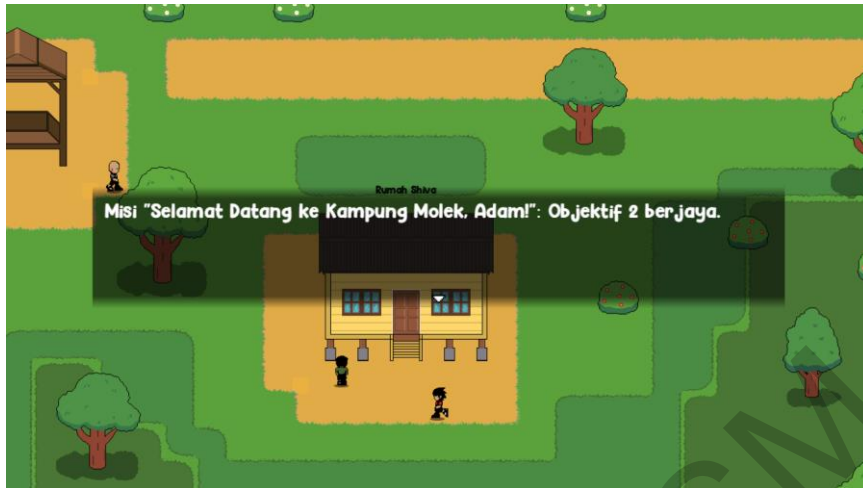 Rumah Shiva
Misi "Selamat Datang ke Kampung Molek, Adam!": Objektif 2 berjaya.